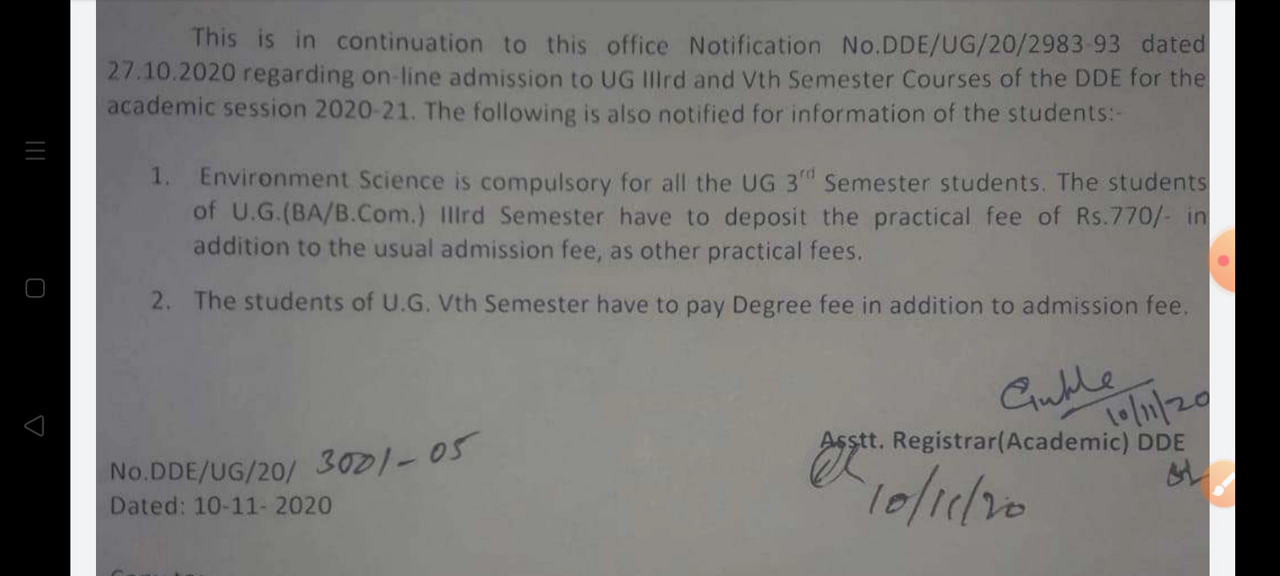 This is in continuation to this office Notification No.DDE/UG/20/2983-93 dated
27.10.2020 regarding on-line admission to UG IIIrd and Vth Semester Courses of the DDE for the
academic session 2020-21. The following is also notified for information of the students:-
1. Environment Science is compulsory for all the UG 3rd Semester students. The students
of U.G.(BA/B.Com.) IIIrd Semester have to deposit the practical fee of Rs.770/- in
addition to the usual admission fee, as other practical fees.
2. The students of U.G. Vth Semester have to pay Degree fee in addition to admission fee.
10/11/20
Asstt. Registrar(Academic) DDE
No.DDE/UG/20/ 3001-05
10/11/20
Dated: 10-11- 2020